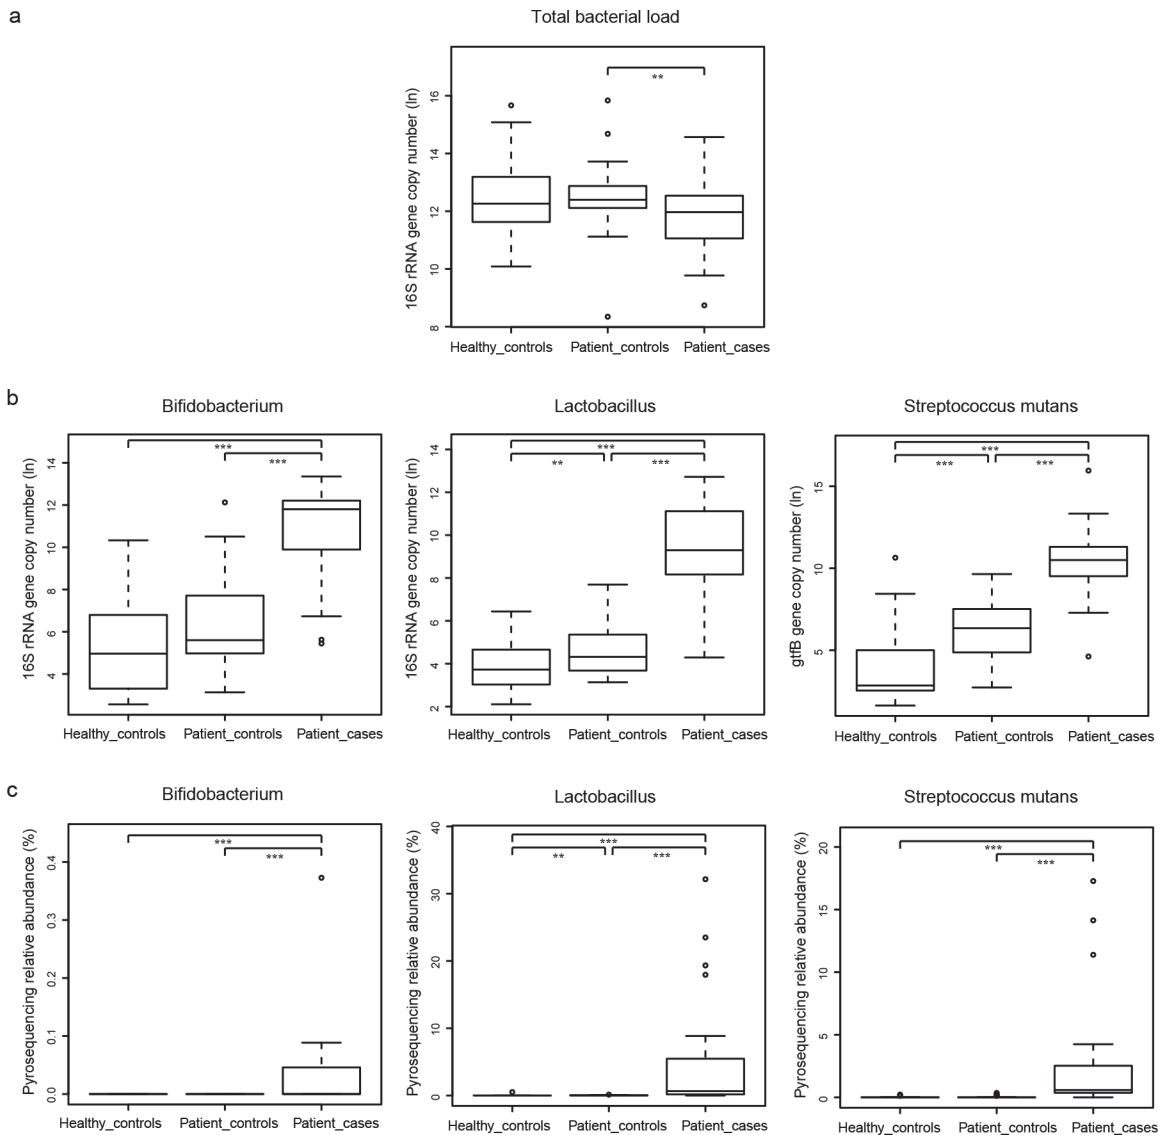 a
Total bacterial load
16S rRNA gene copy number (ln)
16
14
12
10
8
**
Healthy_controls Patient_controls Patient_cases
b
Bifidobacterium
16S rRNA gene copy number (ln)
14
12
10
8
6
4
***
***
Healthy_controls Patient_controls Patient_cases
Lactobacillus
16S rRNA gene copy number (ln)
14
12
10
8
6
4
2
***
** ***
Healthy_controls Patient_controls Patient_cases
Streptococcus mutans
gtfB gene copy number (ln)
15
10
5
***
*** ***
Healthy_controls Patient_controls Patient_cases
c
Bifidobacterium
Pyrosequencing relative abundance (%)
0.4
0.3
0.2
0.1
0.0
***
***
Healthy_controls Patient_controls Patient_cases
Lactobacillus
Pyrosequencing relative abundance (%)
40
30
20
10
0
***
** ***
Healthy_controls Patient_controls Patient_cases
Streptococcus mutans
Pyrosequencing relative abundance (%)
20
15
10
5
0
***
***
Healthy_controls Patient_controls Patient_cases